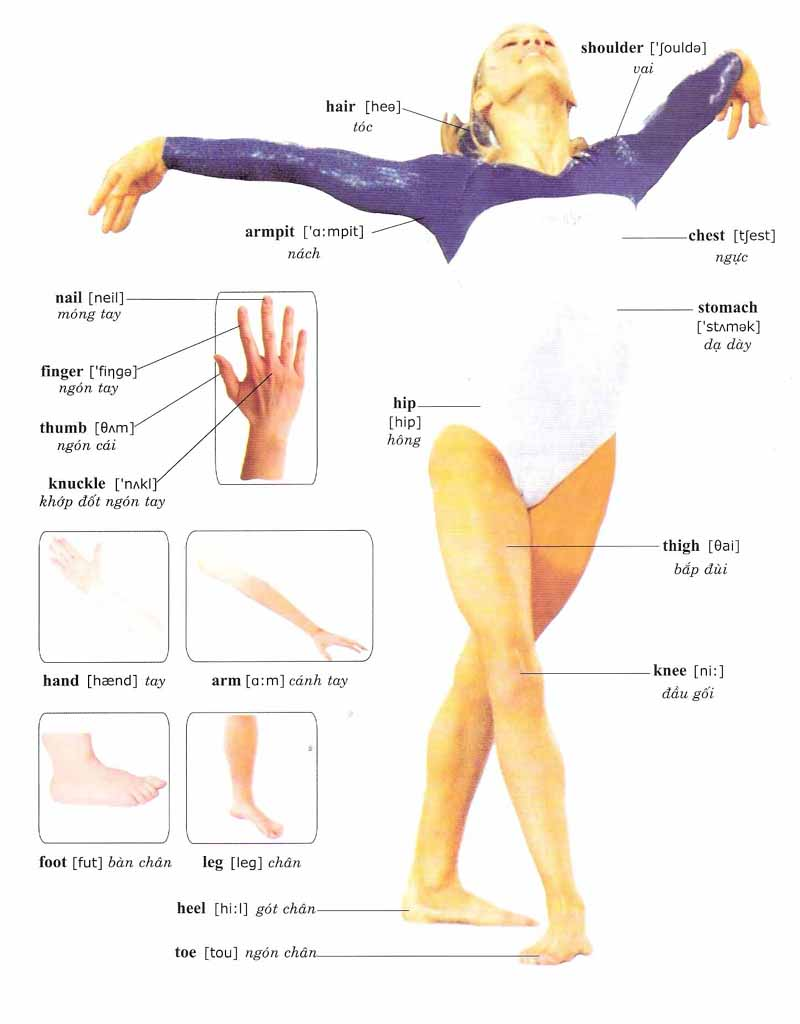 shoulder ['ʃouldə]
vai
hair [heə]
tóc
armpit ['ɑ:mpit]
nách
chest [tʃest]
ngực
nail [neil]
móng tay
stomach
['stʌmək]
dạ dày
finger ['fiηgə]
ngón tay
hip
[hip]
hông
thumb [θʌm]
ngón cái
knuckle ['nʌkl]
khớp đốt ngón tay
thigh [θai]
bắp đùi
knee [ni:]
đầu gối
hand [hænd] tay
arm [ɑ:m] cánh tay
foot [fut] bàn chân
leg [leg] chân
heel [hi:l] gót chân
toe [tou] ngón chân